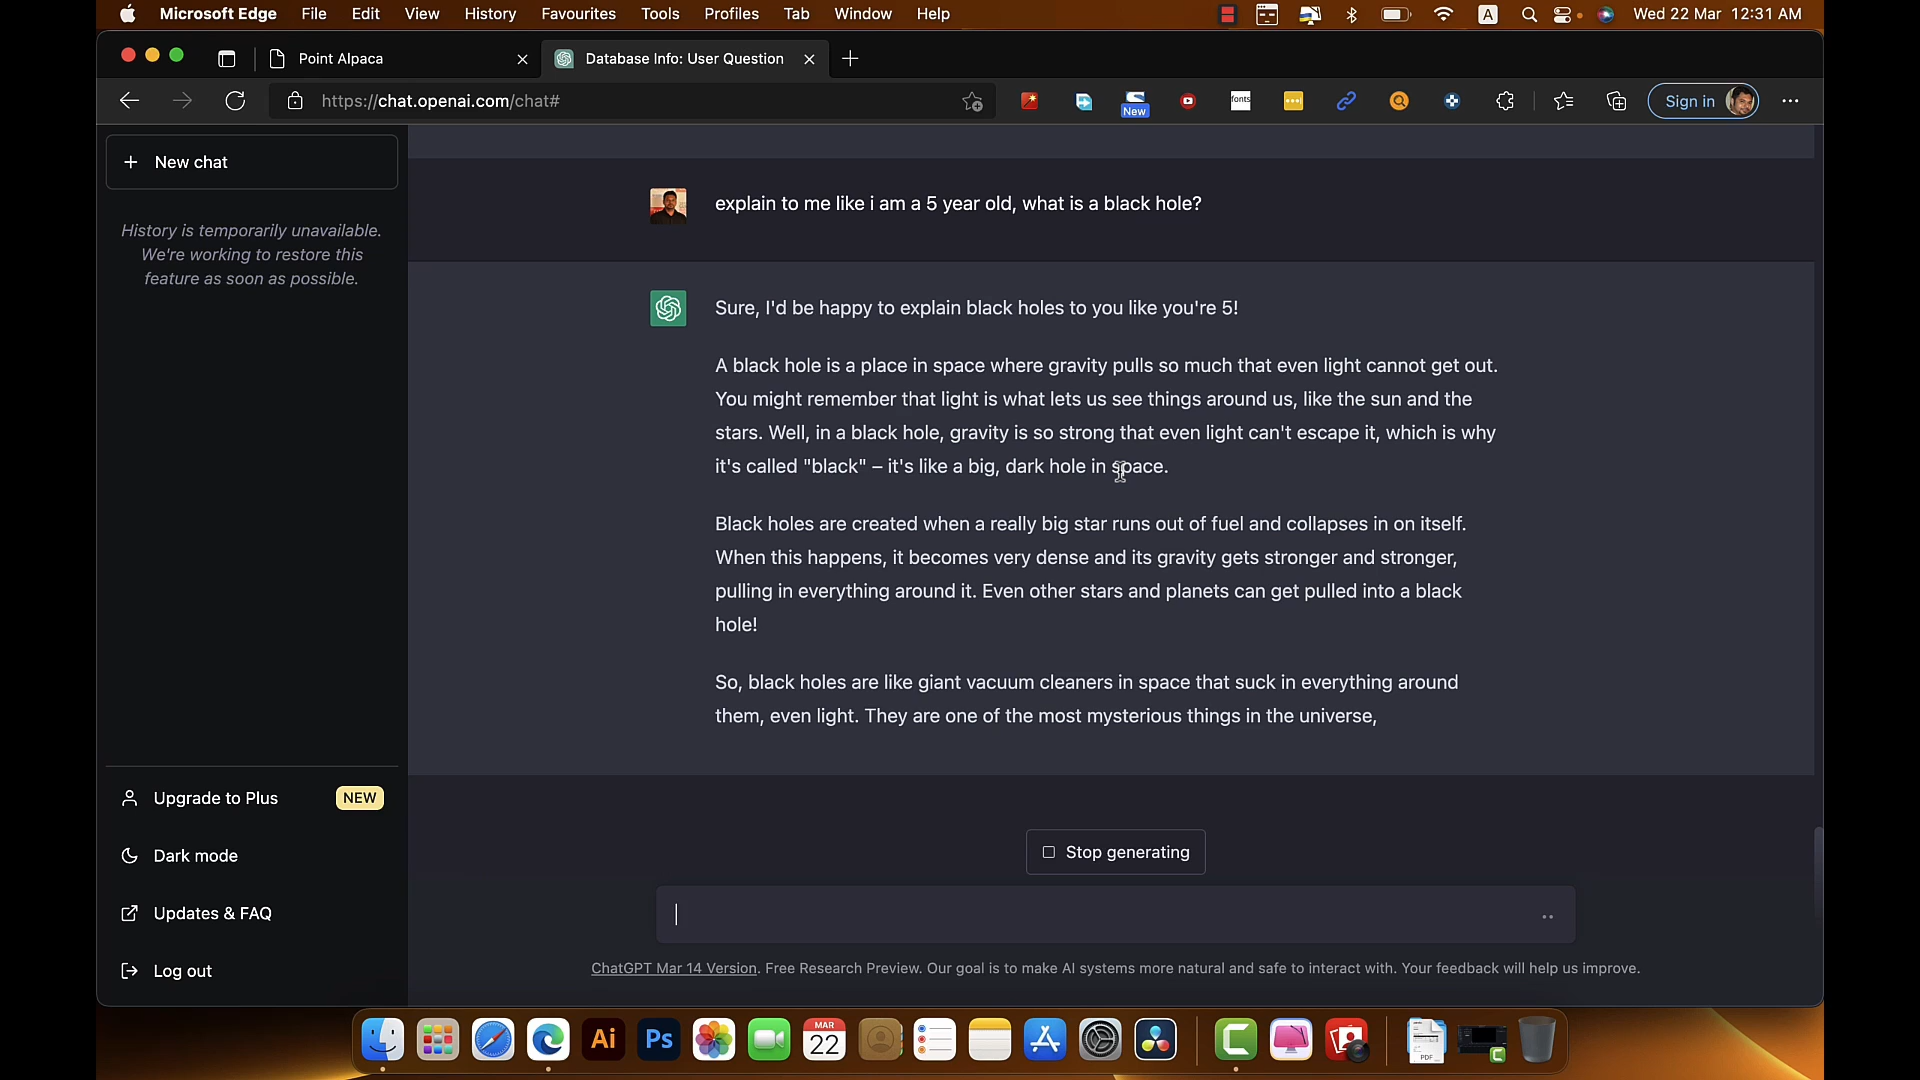 Microsoft Edge File Edit View History Favourites Tools Profiles Tab Window Help A Wed 22 Mar 12:31 AM
Point Alpaca Database Info: User Question
https://chat.openai.com/chat# New fonts Sign in
New chat
History is temporarily unavailable.
We're working to restore this
feature as soon as possible.
explain to me like i am a 5 year old, what is a black hole?
Sure, I'd be happy to explain black holes to you like you're 5!
A black hole is a place in space where gravity pulls so much that even light cannot get out.
You might remember that light is what lets us see things around us, like the sun and the
stars. Well, in a black hole, gravity is so strong that even light can't escape it, which is why
it's called "black" – it's like a big, dark hole in space.
Black holes are created when a really big star runs out of fuel and collapses in on itself.
When this happens, it becomes very dense and its gravity gets stronger and stronger,
pulling in everything around it. Even other stars and planets can get pulled into a black
hole!
So, black holes are like giant vacuum cleaners in space that suck in everything around
them, even light. They are one of the most mysterious things in the universe,
Upgrade to Plus NEW
Dark mode
Updates & FAQ
Log out
Stop generating
ChatGPT Mar 14 Version. Free Research Preview. Our goal is to make AI systems more natural and safe to interact with. Your feedback will help us improve.
Ai Ps MAR 22 PDF